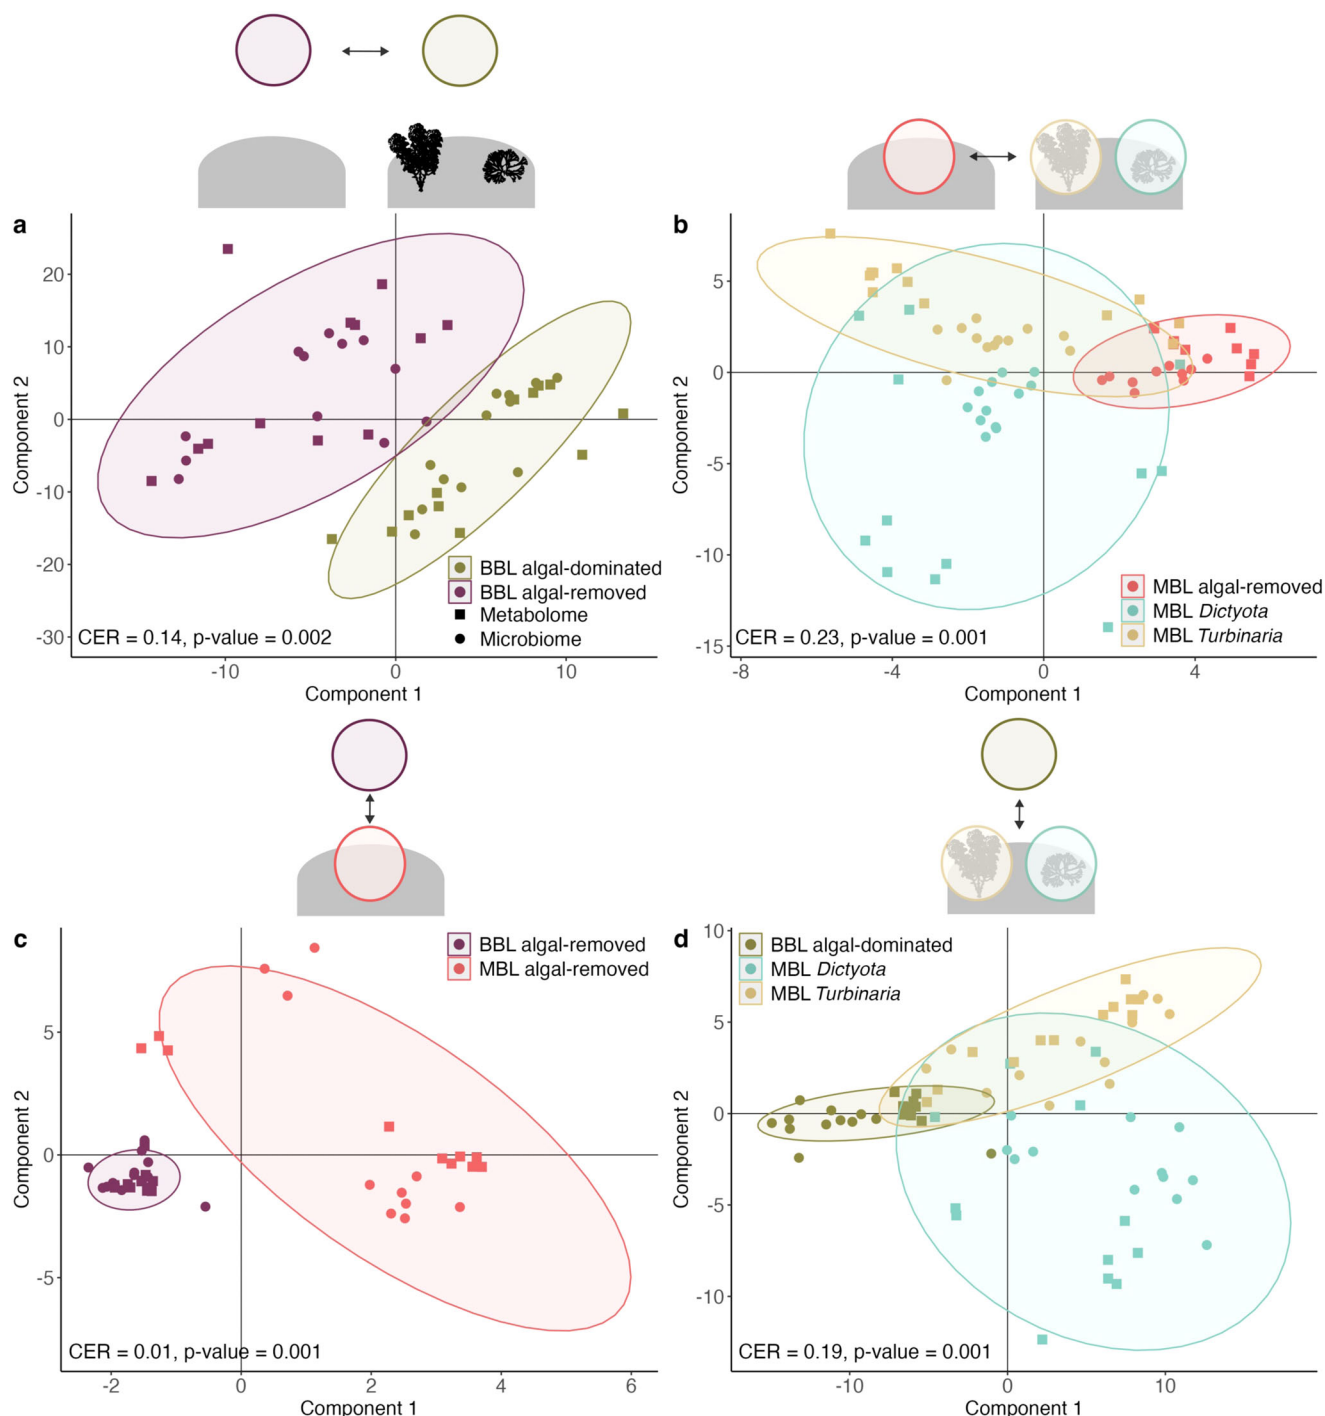 a
Component 2
20
10
0
-10
-20
-30
BBL algal-dominated
BBL algal-removed
Metabolome
Microbiome
CER = 0.14, p-value = 0.002
-10
0
10
Component 1
b
Component 2
5
0
-5
-10
-15
MBL algal-removed
MBL Dictyota
MBL Turbinaria
CER = 0.23, p-value = 0.001
-8
-4
0
4
Component 1
c
Component 2
5
0
-5
BBL algal-removed
MBL algal-removed
CER = 0.01, p-value = 0.001
-2
0
2
4
6
Component 1
d
Component 2
10
5
0
-5
-10
BBL algal-dominated
MBL Dictyota
MBL Turbinaria
CER = 0.19, p-value = 0.001
-10
0
10
Component 1